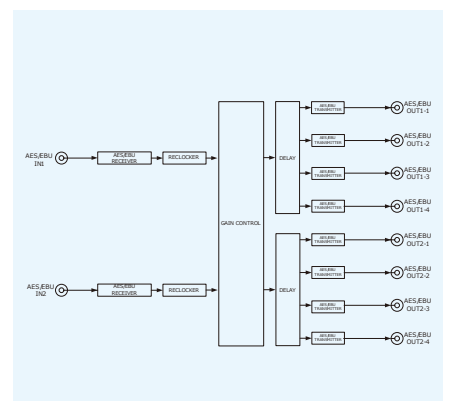 AES/EBU
IN1
AES/EBU
RECEIVER
RECLOCKER
GAIN CONTROL
DELAY
AES/EBU
TRANSMITTER
AES/EBU
OUT1-1
AES/EBU
TRANSMITTER
AES/EBU
OUT1-2
AES/EBU
TRANSMITTER
AES/EBU
OUT1-3
AES/EBU
TRANSMITTER
AES/EBU
OUT1-4
AES/EBU
IN2
AES/EBU
RECEIVER
RECLOCKER
DELAY
AES/EBU
TRANSMITTER
AES/EBU
OUT2-1
AES/EBU
TRANSMITTER
AES/EBU
OUT2-2
AES/EBU
TRANSMITTER
AES/EBU
OUT2-3
AES/EBU
TRANSMITTER
AES/EBU
OUT2-4